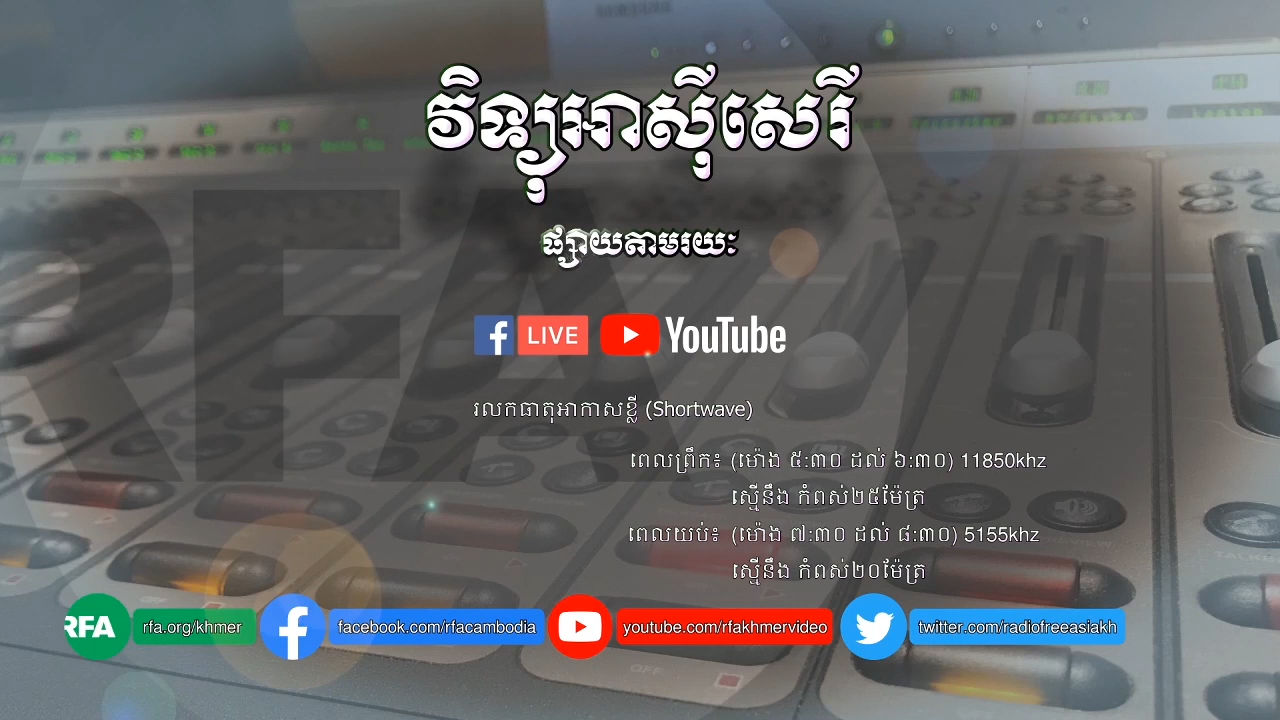 SAMSUNG
វិទ្យុអាស៊ីសេរី
ផ្សាយតាមរយៈ
f LIVE YouTube
រលកធាតុអាកាសខ្លី (Shortwave)
ពេលព្រឹក៖ (ម៉ោង ៥:៣០ ដល់ ៦:៣០) 11850khz
ស្មើនឹង កំពស់២៥ម៉ែត្រ
ពេលយប់៖ (ម៉ោង ៧:៣០ ដល់ ៨:៣០) 5155khz
ស្មើនឹង កំពស់២០ម៉ែត្រ
RFA rfa.org/khmer facebook.com/rfacambodia youtube.com/rfakhmervideo twitter.com/radiofreeasiakh
RFA
OFF